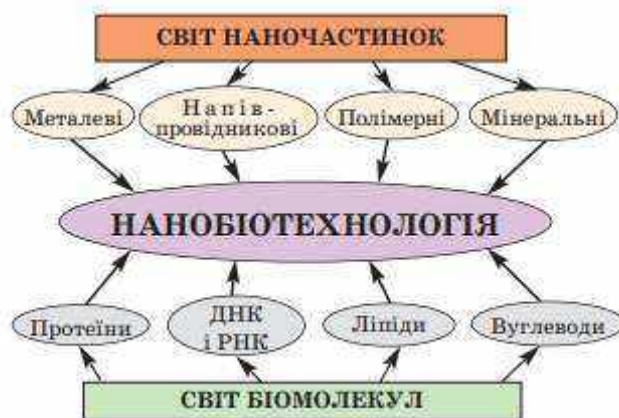 СВІТ НАНОЧАСТИНОК
Металеві
Напів-
провідникові
Полімерні
Мінеральні
НАНОБІОТЕХНОЛОГІЯ
Протеїни
ДНК
і РНК
Ліпіди
Вуглеводи
СВІТ БІОМОЛЕКУЛ